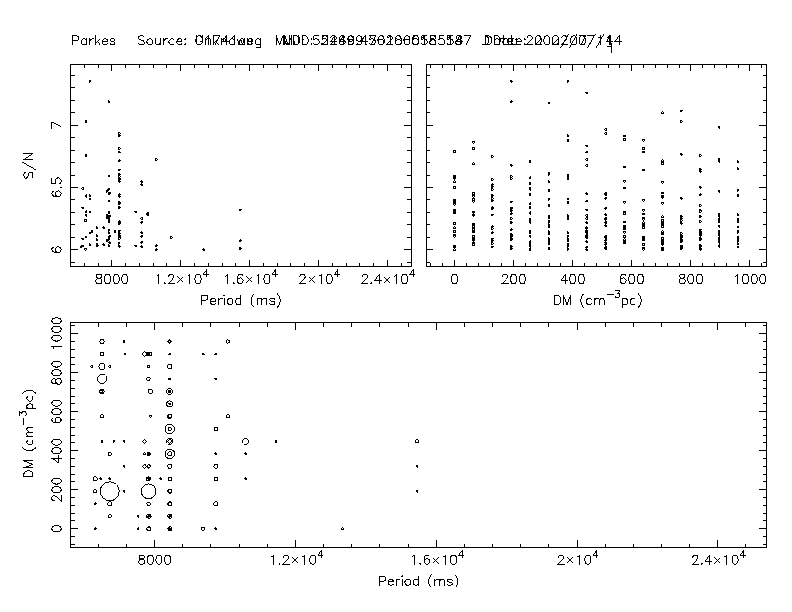 Parkes Source:
7
6.5
6
S/N
8000 1.2×10⁴ 1.6×10⁴ 2×10⁴ 2.4×10⁴
Period (ms)
0 200 400 600 800 1000
DM (cm⁻³pc)
1000
800
600
400
200
0
DM (cm⁻³pc)
8000 1.2×10⁴ 1.6×10⁴ 2×10⁴ 2.4×10⁴
Period (ms)